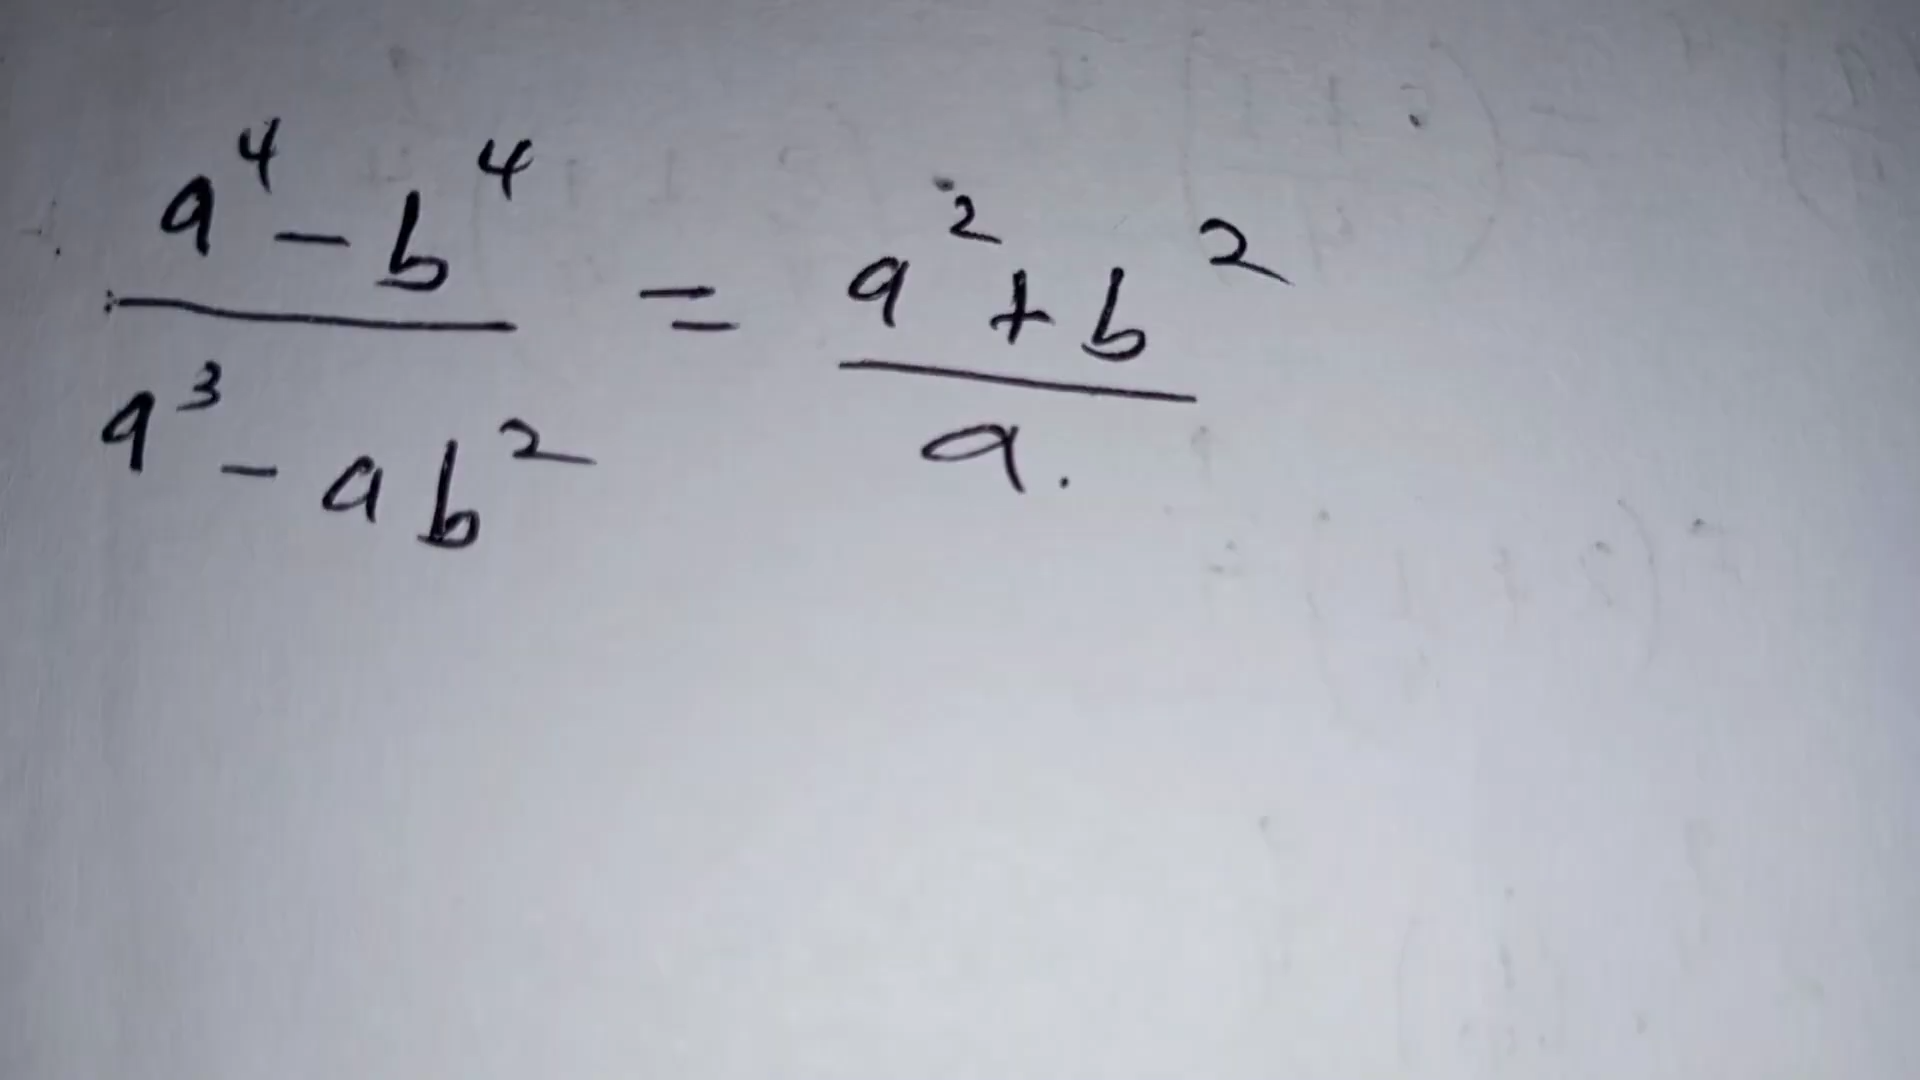 a⁴ - b⁴ / a³ - ab² = a² + b² / a.